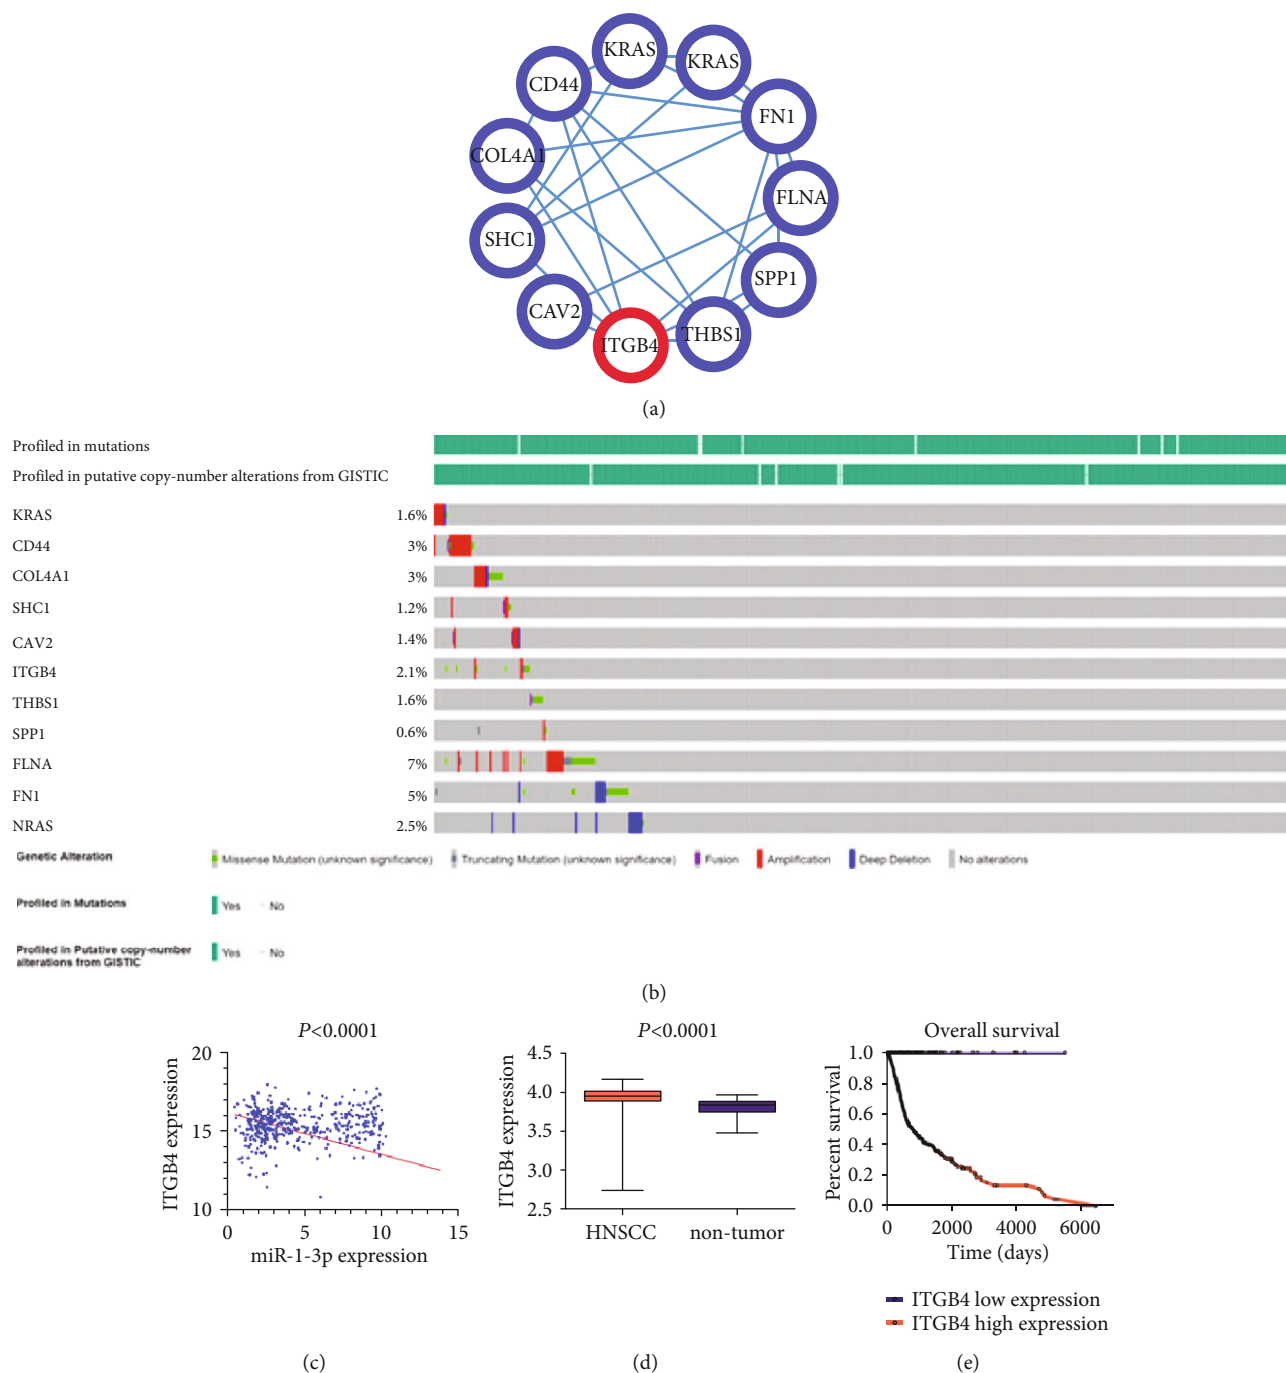 KRAS
KRAS
CD44
FN1
COL4A1
FLNA
SHC1
SPP1
CAV2
THBS1
ITGB4
(a)
Profiled in mutations
Profiled in putative copy-number alterations from GISTIC
KRAS 1.6%
CD44 3%
COL4A1 3%
SHC1 1.2%
CAV2 1.4%
ITGB4 2.1%
THBS1 1.6%
SPP1 0.6%
FLNA 7%
FN1 5%
NRAS 2.5%
Genetic Alteration Missense Mutation (unknown significance) Truncating Mutation (unknown significance) Fusion Amplification Deep Deletion No alterations
Profiled in Mutations Yes No
Profiled in Putative copy-number
alterations from GISTIC Yes No
(b)
P<0.0001
ITGB4 expression
20
15
10
0 5 10 15
miR-1-3p expression
(c)
P<0.0001
ITGB4 expression
4.5
4.0
3.5
3.0
2.5
HNSCC non-tumor
(d)
Overall survival
Percent survival
1.0
0.8
0.6
0.4
0.2
0.0
0 2000 4000 6000
Time (days)
ITGB4 low expression
ITGB4 high expression
(e)